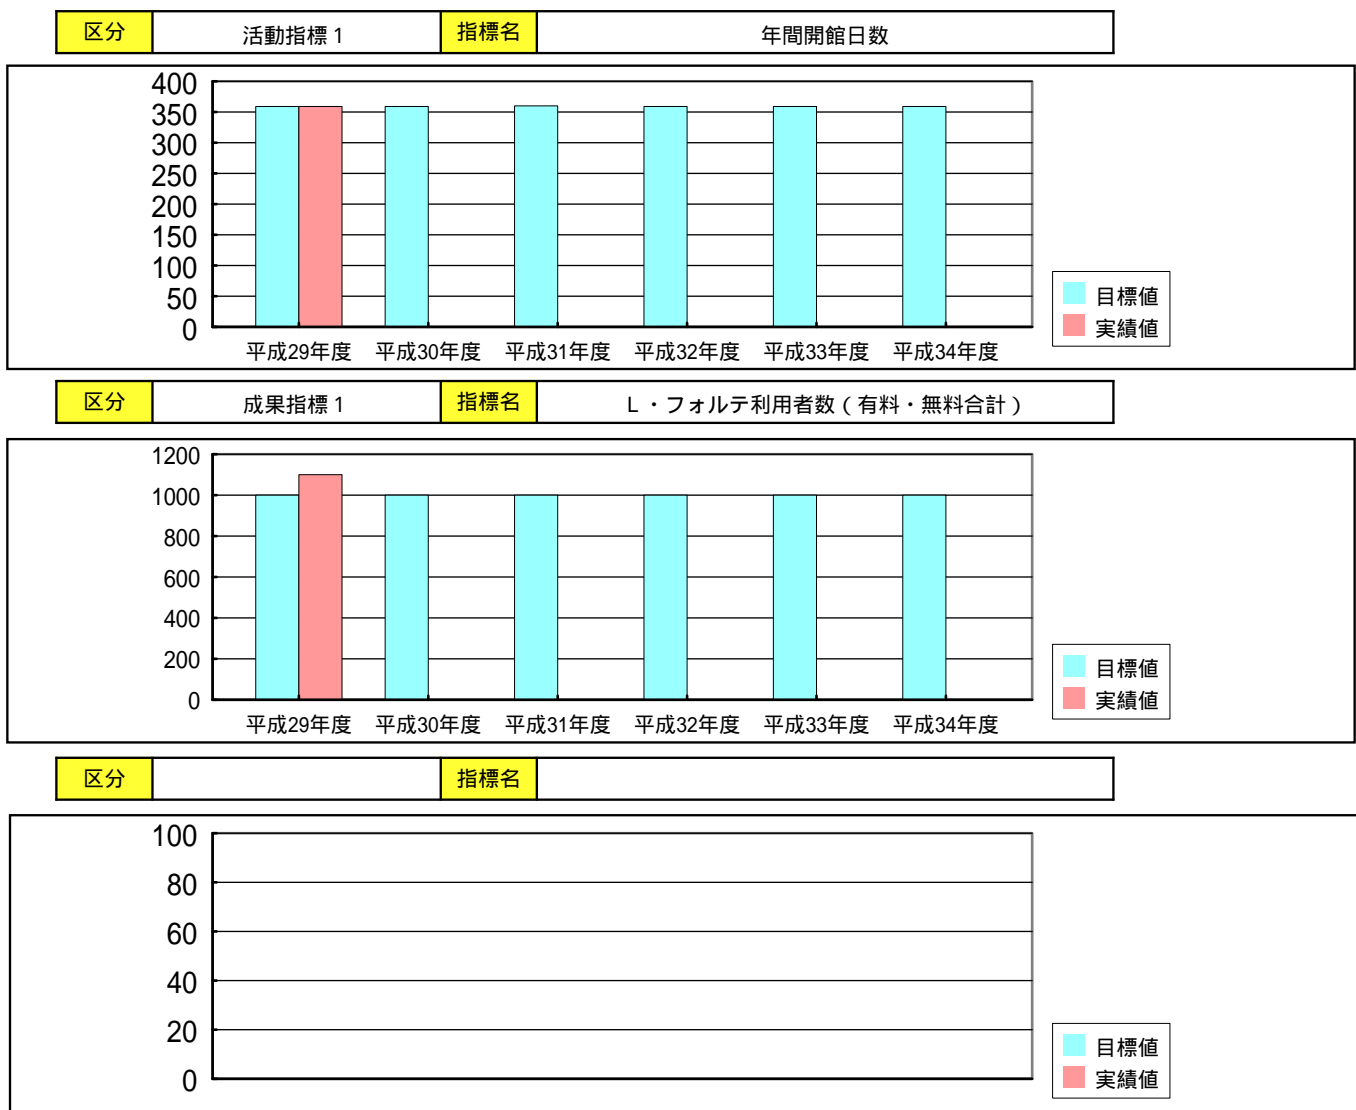 区分 活動指標1 指標名 年間開館日数
400
350
300
250
200
150
100
50
0
平成29年度 平成30年度 平成31年度 平成32年度 平成33年度 平成34年度
目標値
実績値
区分 成果指標1 指標名 L・フォルテ利用者数(有料・無料合計)
1200
1000
800
600
400
200
0
平成29年度 平成30年度 平成31年度 平成32年度 平成33年度 平成34年度
目標値
実績値
区分 指標名
100
80
60
40
20
0
目標値
実績値